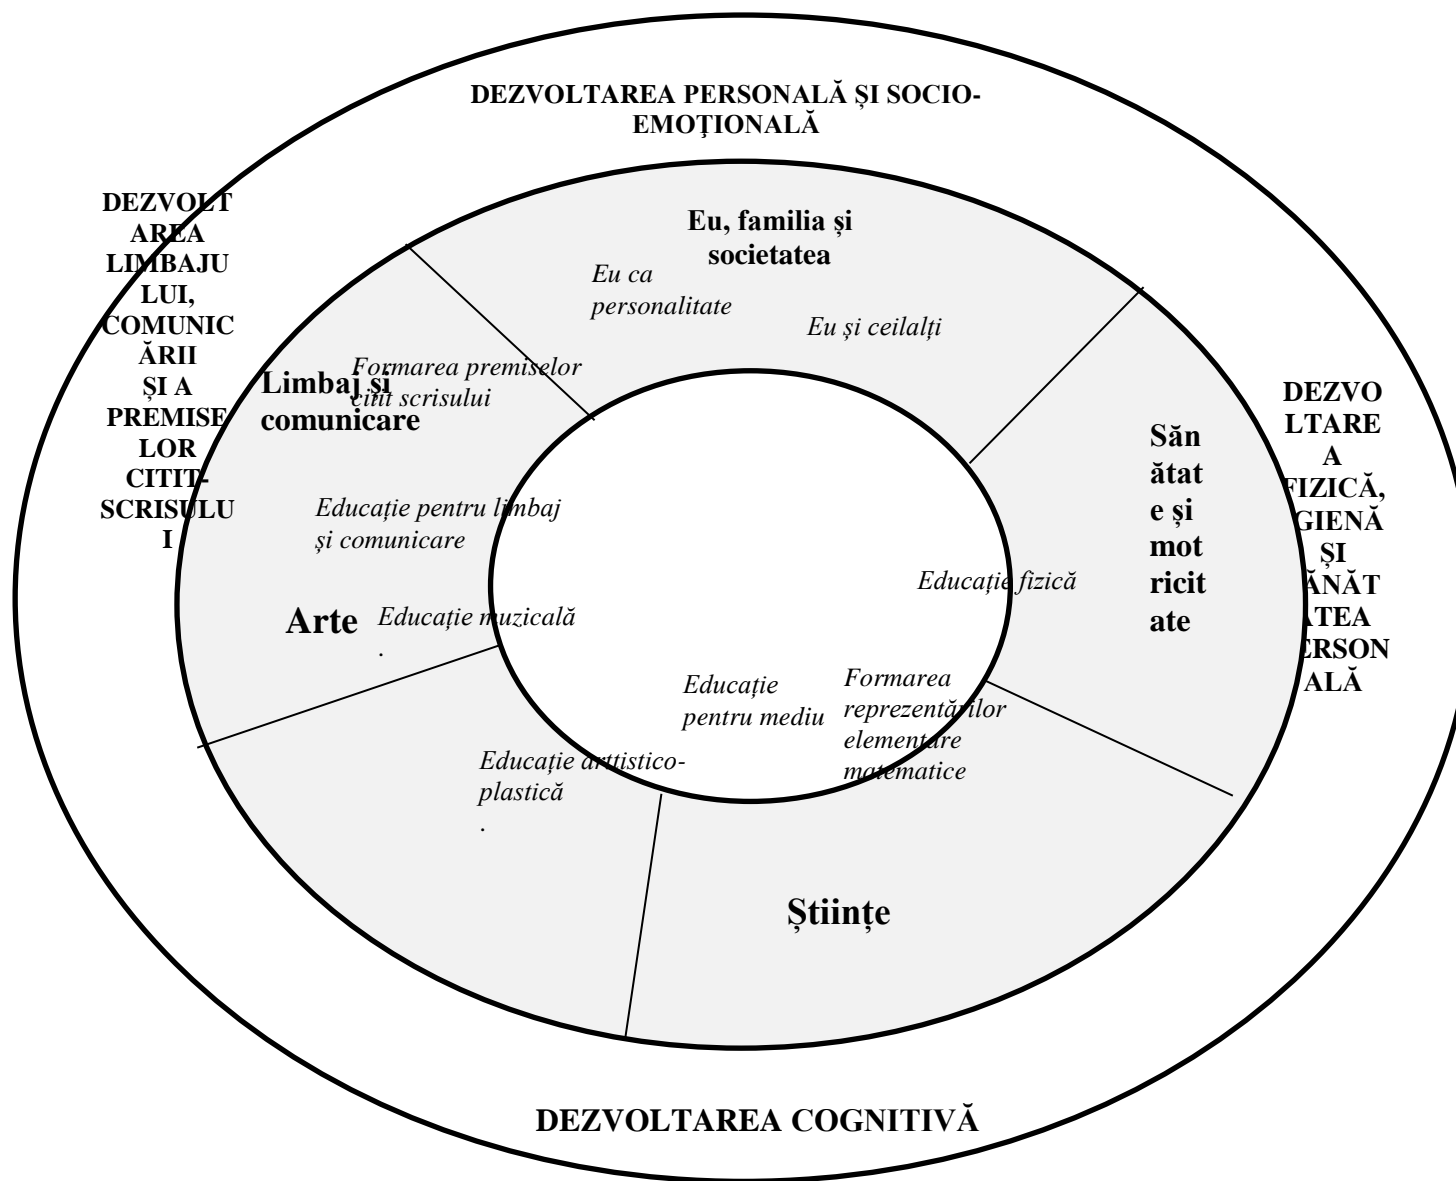 DEZVOLTAREA PERSONALĂ ȘI SOCIO-
EMOŢIONALĂ
DEZVOLT
AREA
LIMBAJU
LUI,
COMUNIC
ĂRII
ȘI A
PREMISE
LOR
CITIT-
SCRISULU
I
Eu, familia și
societatea
Eu ca
personalitate
Eu și ceilalți
Formarea premiselor
citit scrisului
Limbaj și
comunicare
Educație pentru limbaj
și comunicare
Arte
Educație muzicală
.
DEZVO
LTARE
A
FIZICĂ,
GIENĂ
ȘI
ĂNĂT
ATEA
ERSON
ALĂ
Săn
ătat
e și
mot
ricit
ate
Educație fizică
Educație
pentru mediu
Formarea
reprezentărilor
elementare
matematice
Educație arttistico-
plastică
.
Științe
DEZVOLTAREA COGNITIVĂ